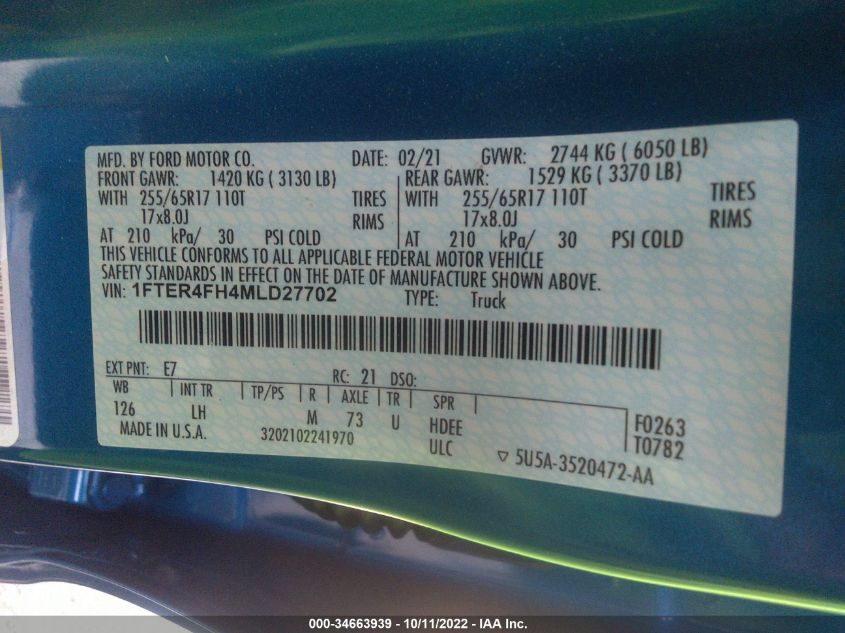 MFD. BY FORD MOTOR CO. DATE: 02/21 GVWR: 2744 KG ( 6050 LB)
FRONT GAWR: 1420 KG ( 3130 LB) REAR GAWR: 1529 KG ( 3370 LB)
WITH 255/65R17 110T TIRES WITH 255/65R17 110T TIRES
17x8.0J RIMS 17x8.0J RIMS
AT 210 kPa/ 30 PSI COLD AT 210 kPa/ 30 PSI COLD
THIS VEHICLE CONFORMS TO ALL APPLICABLE FEDERAL MOTOR VEHICLE
SAFETY STANDARDS IN EFFECT ON THE DATE OF MANUFACTURE SHOWN ABOVE.
VIN: 1FTER4FH4MLD27702 TYPE: Truck
EXT PNT: E7 RC: 21 DSO:
WB INT TR TP/PS R AXLE TR SPR
126 LH M 73 U HDEE F0263
MADE IN U.S.A. 3202102241970 ULC T0782
5U5A-3520472-AA
000-34663939 - 10/11/2022 - IAA Inc.